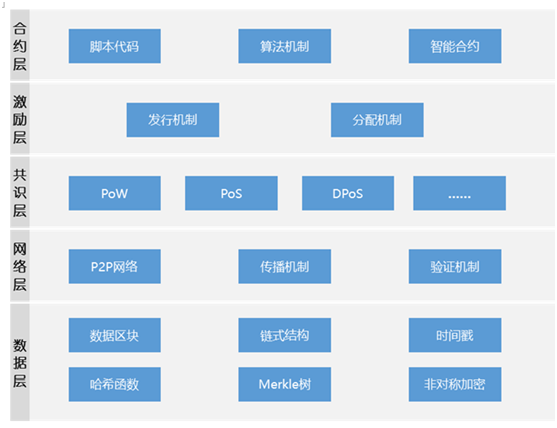 合约层
脚本代码 算法机制 智能合约
激励层
发行机制 分配机制
共识层
PoW PoS DPoS ......
网络层
P2P网络 传播机制 验证机制
数据层
数据区块 链式结构 时间戳
哈希函数 Merkle树 非对称加密